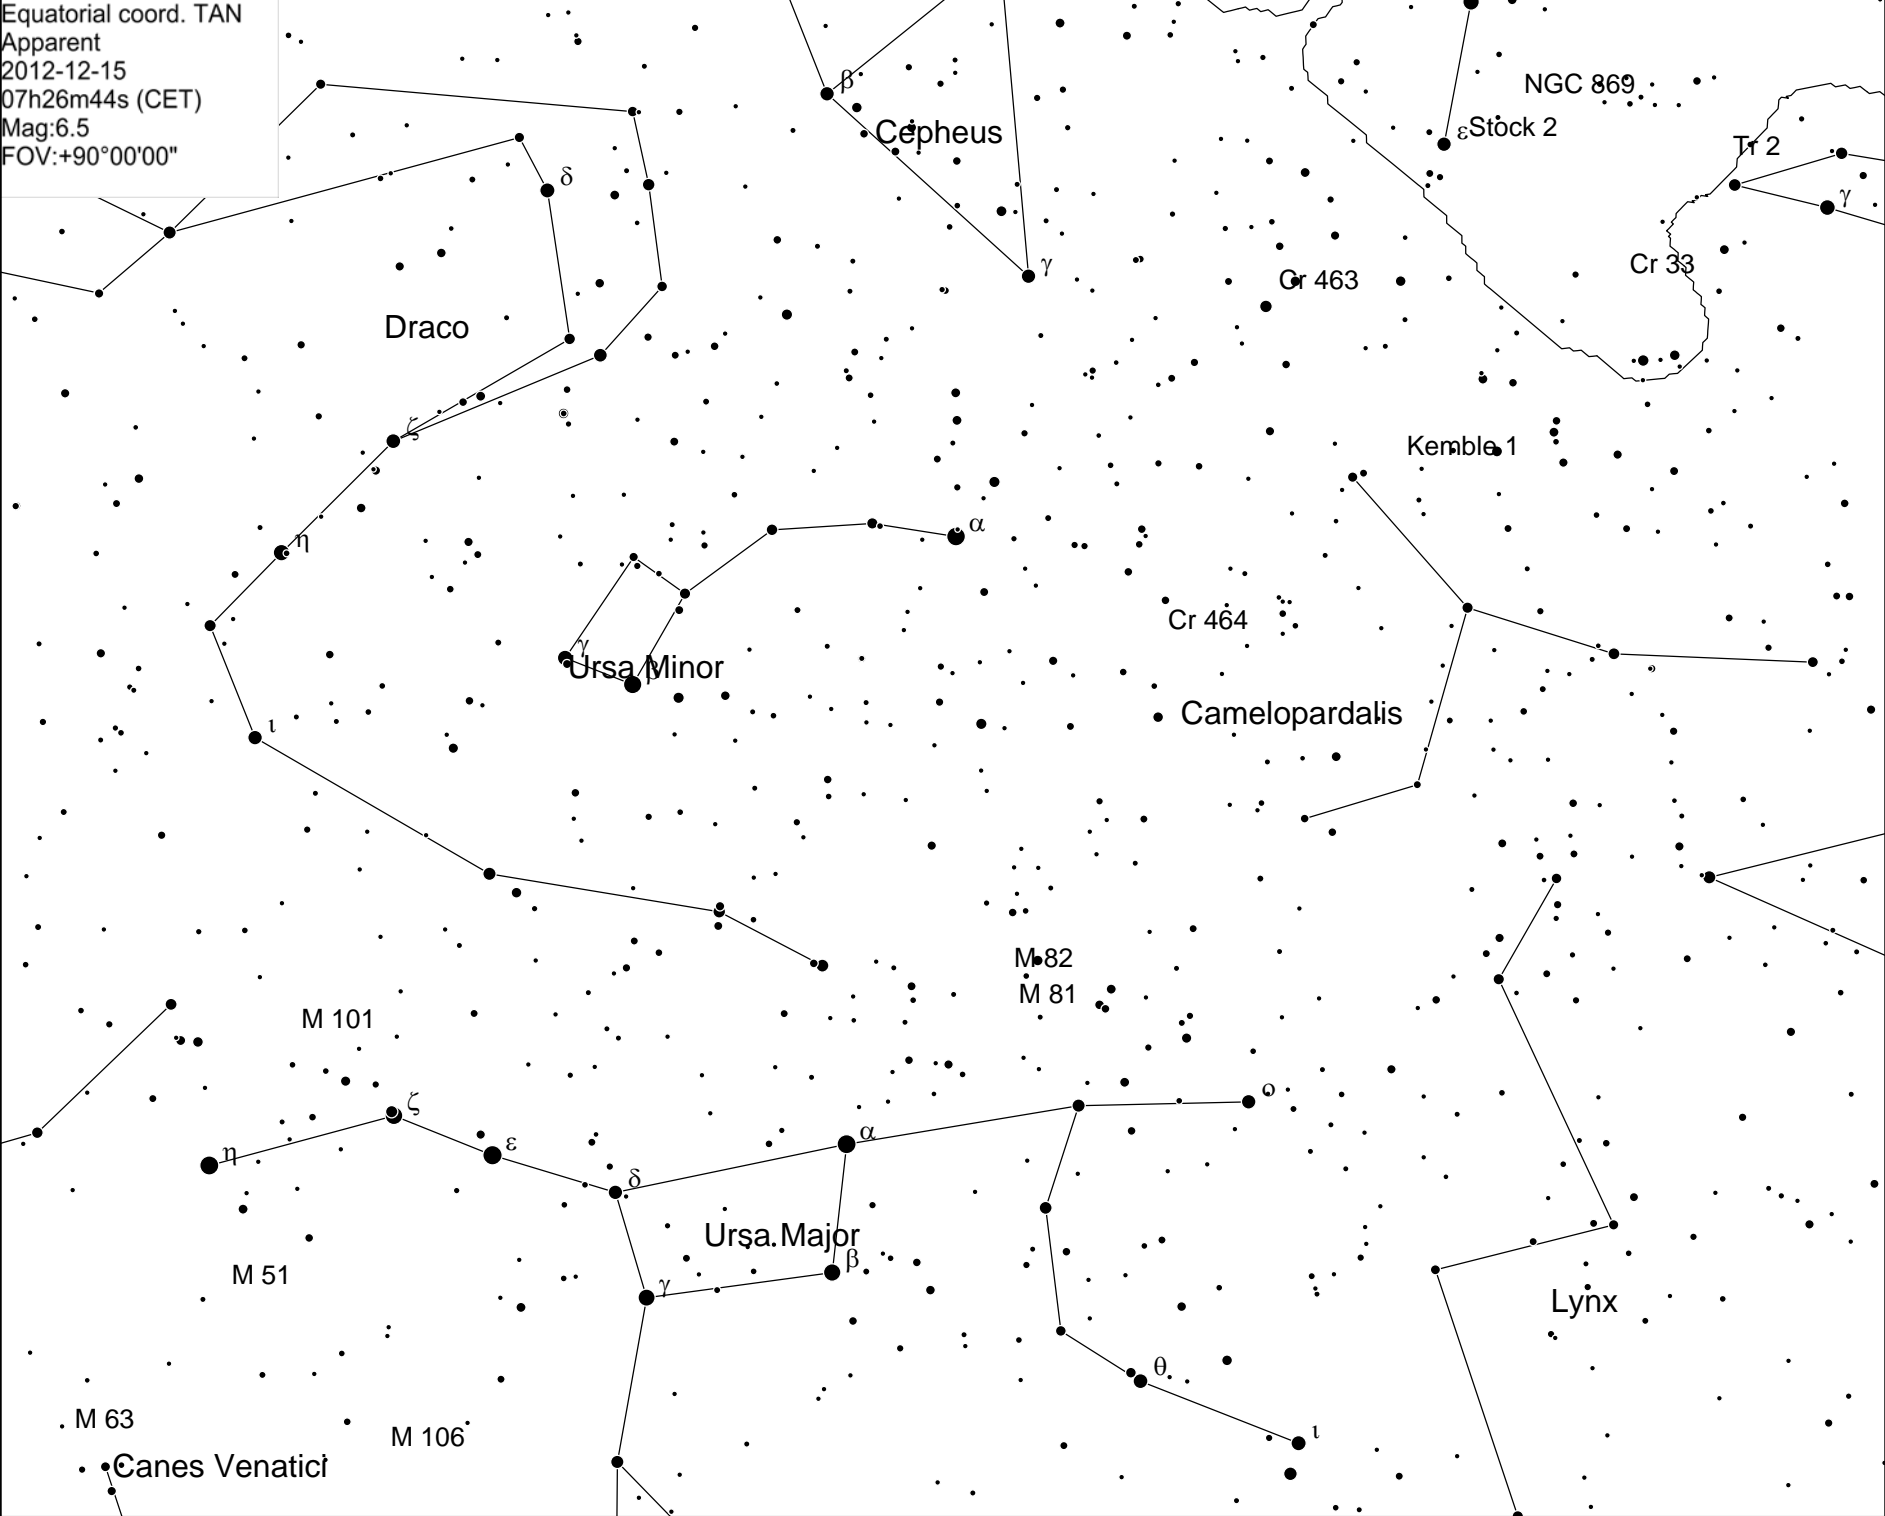 Equatorial coord. TAN
Apparent
2012-12-15
07h26m44s (CET)
Mag:6.5
FOV:+90°00'00"
β
NGC 869
Cepheus
ε
Stock 2
Tr 2
δ
γ
γ
Cr 33
Cr 463
Draco
ζ
Kemble 1
α
η
Cr 464
γ
Ursa Minor
β
Camelopardalis
ι
M 82
M 81
M 101
ο
ζ
α
ε
η
δ
Ursa Major
β
M 51
γ
Lynx
θ
M 63
ι
M 106
Canes Venatici